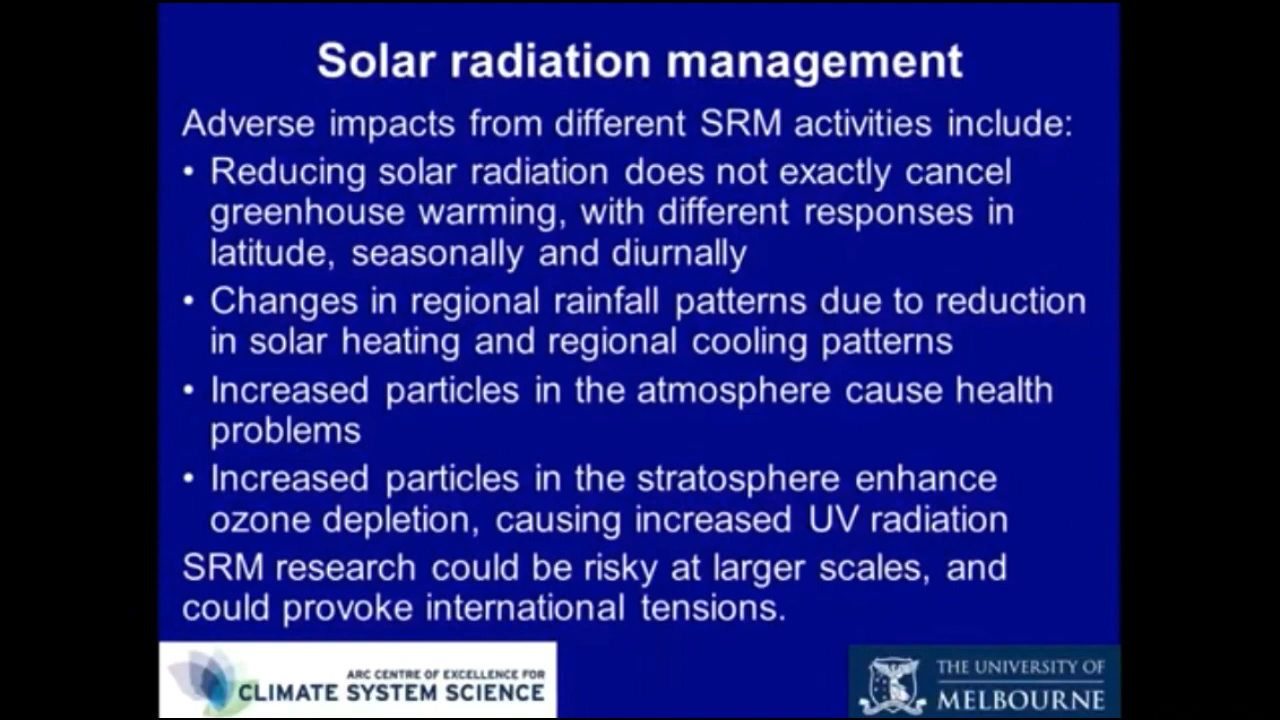 Solar radiation management
Adverse impacts from different SRM activities include:
• Reducing solar radiation does not exactly cancel
greenhouse warming, with different responses in
latitude, seasonally and diurnally
• Changes in regional rainfall patterns due to reduction
in solar heating and regional cooling patterns
• Increased particles in the atmosphere cause health
problems
• Increased particles in the stratosphere enhance
ozone depletion, causing increased UV radiation
SRM research could be risky at larger scales, and
could provoke international tensions.
ARC CENTRE OF EXCELLENCE FOR
CLIMATE SYSTEM SCIENCE
THE UNIVERSITY OF
MELBOURNE